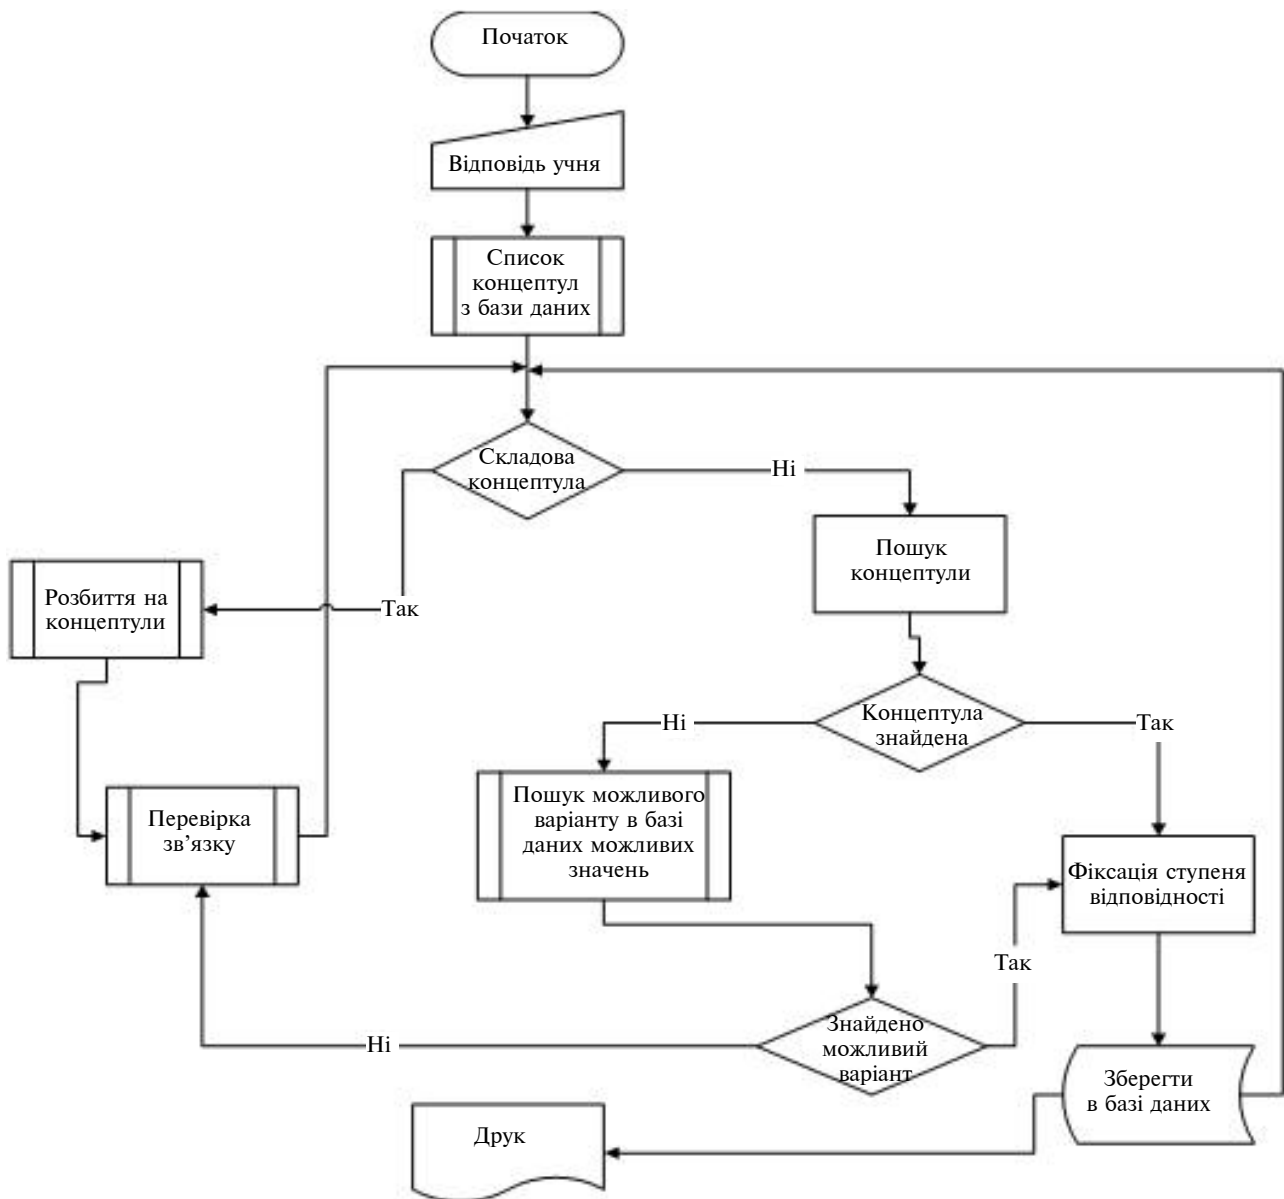 Початок
Відповідь учня
Список
концептул
з бази даних
Складова
концептула
Ні
Пошук
концептули
Розбиття на
концептули
Так
Концептула
знайдена
Ні
Так
Пошук можливого
варіанту в базі
даних можливих
значень
Перевірка
зв’язку
Фіксація ступеня
відповідності
Так
Знайдено
можливий
варіант
Ні
Зберегти
в базі даних
Друк